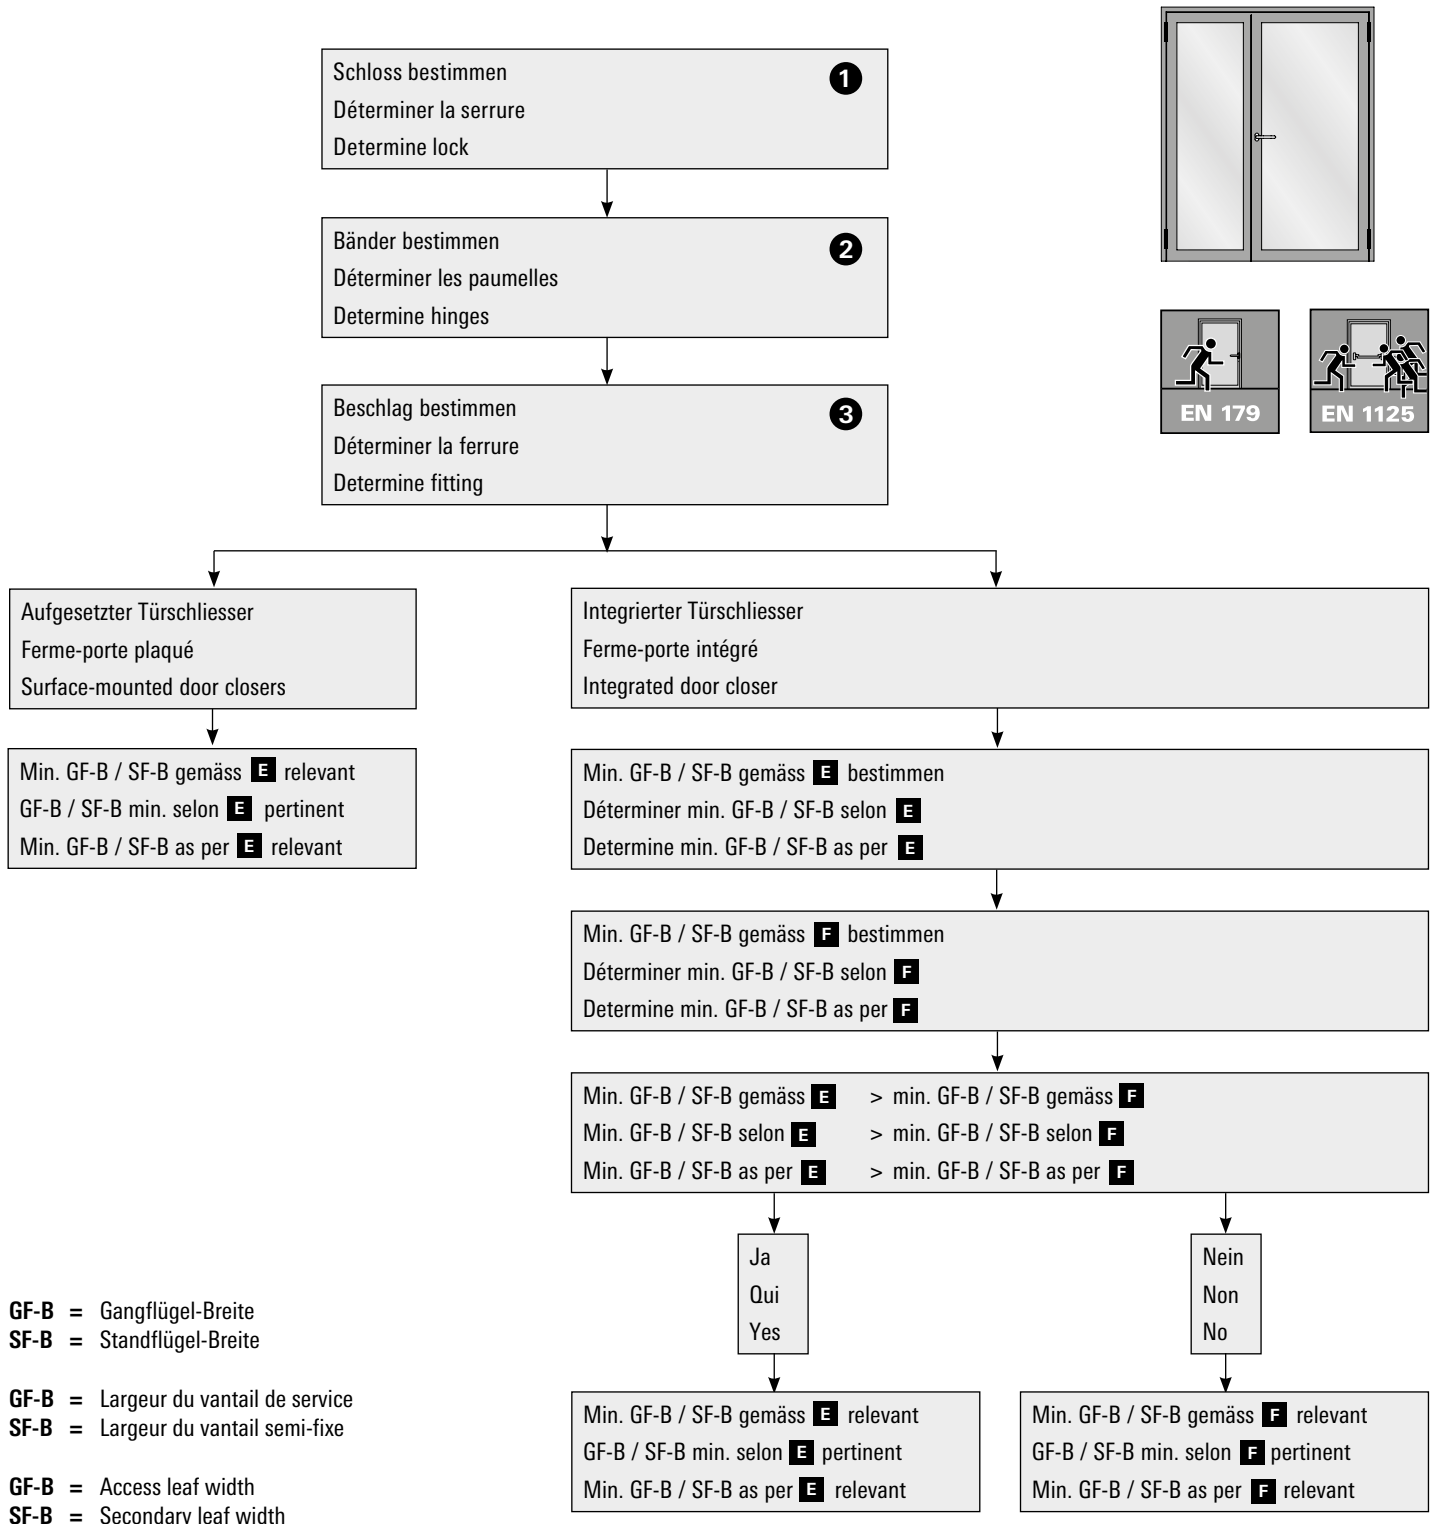 Schloss bestimmen
1
Déterminer la serrure
Determine lock
Bänder bestimmen
2
Déterminer les paumelles
Determine hinges
EN 179
EN 1125
Beschlag bestimmen
3
Déterminer la ferrure
Determine fitting
Aufgesetzter Türschliesser
Ferme-porte plaqué
Surface-mounted door closers
Integrierter Türschliesser
Ferme-porte intégré
Integrated door closer
Min. GF-B / SF-B gemäss E relevant
GF-B / SF-B min. selon E pertinent
Min. GF-B / SF-B as per E relevant
Min. GF-B / SF-B gemäss E bestimmen
Déterminer min. GF-B / SF-B selon E
Determine min. GF-B / SF-B as per E
Min. GF-B / SF-B gemäss F bestimmen
Déterminer min. GF-B / SF-B selon F
Determine min. GF-B / SF-B as per F
Min. GF-B / SF-B gemäss E > min. GF-B / SF-B gemäss F
Min. GF-B / SF-B selon E > min. GF-B / SF-B selon F
Min. GF-B / SF-B as per E > min. GF-B / SF-B as per F
Ja
Qui
Yes
Nein
Non
No
Min. GF-B / SF-B gemäss E relevant
GF-B / SF-B min. selon E pertinent
Min. GF-B / SF-B as per E relevant
Min. GF-B / SF-B gemäss F relevant
GF-B / SF-B min. selon F pertinent
Min. GF-B / SF-B as per F relevant
GF-B = Gangflügel-Breite
SF-B = Standflügel-Breite
GF-B = Largeur du vantail de service
SF-B = Largeur du vantail semi-fixe
GF-B = Access leaf width
SF-B = Secondary leaf width